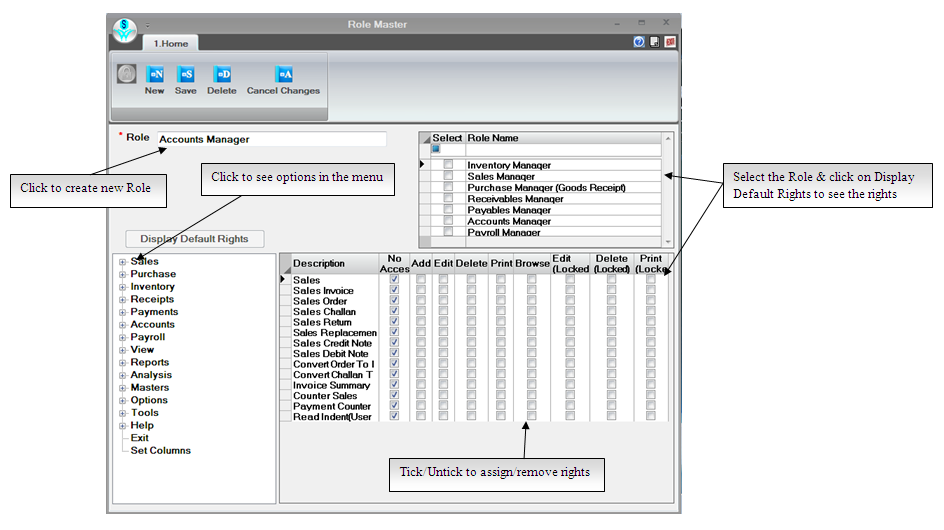 Role Master
1.Home
New Save Delete Cancel Changes
* Role Accounts Manager
Select Role Name
Inventory Manager
Sales Manager
Purchase Manager (Goods Receipt)
Receivables Manager
Payables Manager
Accounts Manager
Payroll Manager
Click to create new Role
Click to see options in the menu
Select the Role & click on Display
Default Rights to see the rights
Display Default Rights
Sales
Purchase
Inventory
Receipts
Payments
Accounts
Payroll
View
Reports
Analysis
Masters
Options
Tools
Help
Exit
Set Columns
Description No Acces Add Edit Delete Print Browse Edit (Locked Delete (Locked) Print (Locke
Sales
Sales Invoice
Sales Order
Sales Challan
Sales Return
Sales Replacemen
Sales Credit Note
Sales Debit Note
Convert Order To I
Convert Challan T
Invoice Summary
Counter Sales
Payment Counter
Read Indent(User
Tick/Untick to assign/remove rights